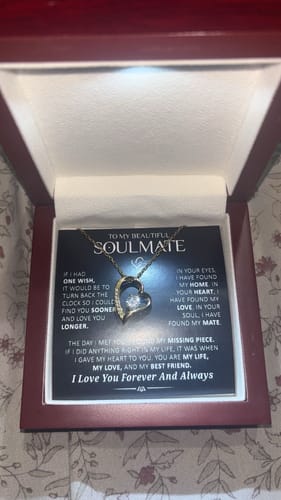 TO MY BEAUTIFUL
SOULMATE
IF I HAD
ONE WISH,
IT WOULD BE TO
TURN BACK THE
CLOCK SO I COULD
FIND YOU SOONER
AND LOVE YOU
LONGER.
IN YOUR EYES,
I HAVE FOUND
MY HOME. IN
YOUR HEART, I
HAVE FOUND MY
LOVE. IN YOUR
SOUL, I HAVE
FOUND MY MATE.
THE DAY I MET YOU, I FOUND MY MISSING PIECE.
IF I DID ANYTHING RIGHT IN MY LIFE, IT WAS WHEN
I GAVE MY HEART TO YOU. YOU ARE MY LIFE,
MY LOVE, AND MY BEST FRIEND.
I Love You Forever And Always